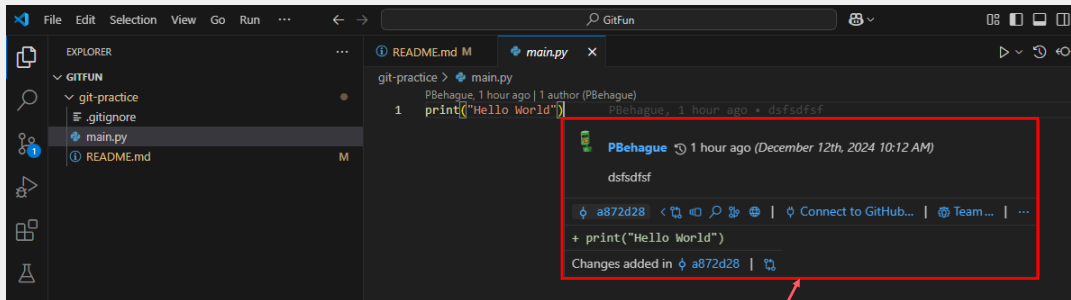 File Edit Selection View Go Run ··· GitFun
EXPLORER ···
GITFUN
git-practice
.gitignore
main.py
README.md M
1
README.md M main.py
git-practice > main.py
PBehague, 1 hour ago | 1 author (PBehague)
1 print("Hello World") PBehague, 1 hour ago • dsfsdfsf
PBehague 1 hour ago (December 12th, 2024 10:12 AM)
dsfsdfsf
a872d28 | Connect to GitHub... | Team... | ···
+ print("Hello World")
Changes added in a872d28 |